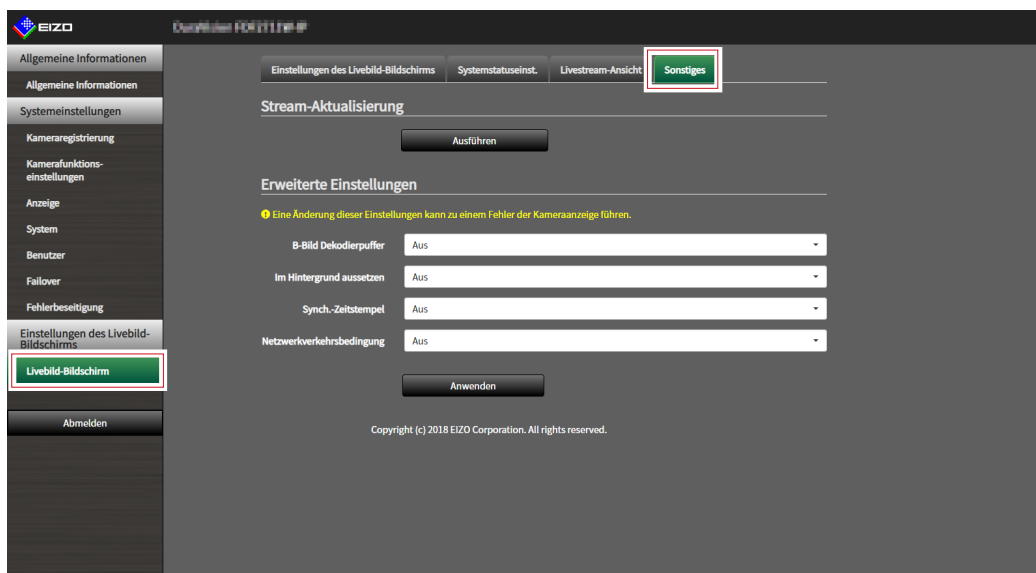 EIZO
Allgemeine Informationen
Allgemeine Informationen
Systemeinstellungen
Kameraregistrierung
Kamerafunktions-
einstellungen
Anzeige
System
Benutzer
Failover
Fehlerbeseitigung
Einstellungen des Livebild-
Bildschirms
Livebild-Bildschirm
Abmelden
Einstellungen des Livebild-Bildschirms Systemstatuseinst. Livestream-Ansicht Sonstiges
Stream-Aktualisierung
Ausführen
Erweiterte Einstellungen
Eine Änderung dieser Einstellungen kann zu einem Fehler der Kameraanzeige führen.
B-Bild Dekodierpuffer Aus
Im Hintergrund aussetzen Aus
Synch.-Zeitstempel Aus
Netzwerkverkehrsbedingung Aus
Anwenden
Copyright (c) 2018 EIZO Corporation. All rights reserved.